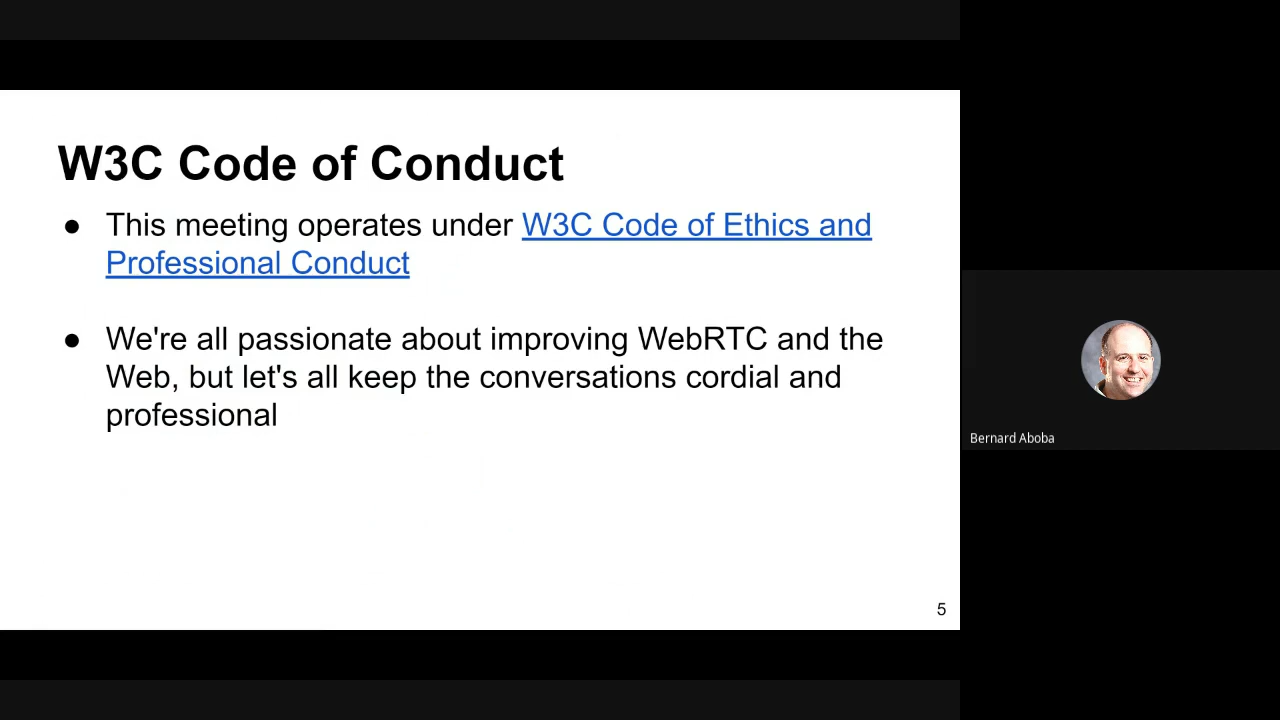 W3C Code of Conduct
● This meeting operates under W3C Code of Ethics and
Professional Conduct
● We're all passionate about improving WebRTC and the
Web, but let's all keep the conversations cordial and
professional
5
Bernard Aboba